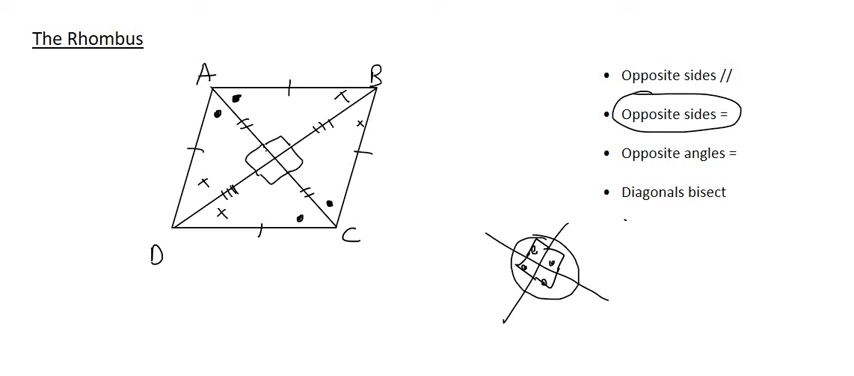 The Rhombus
A
B
C
D
• Opposite sides //
• Opposite sides =
• Opposite angles =
• Diagonals bisect